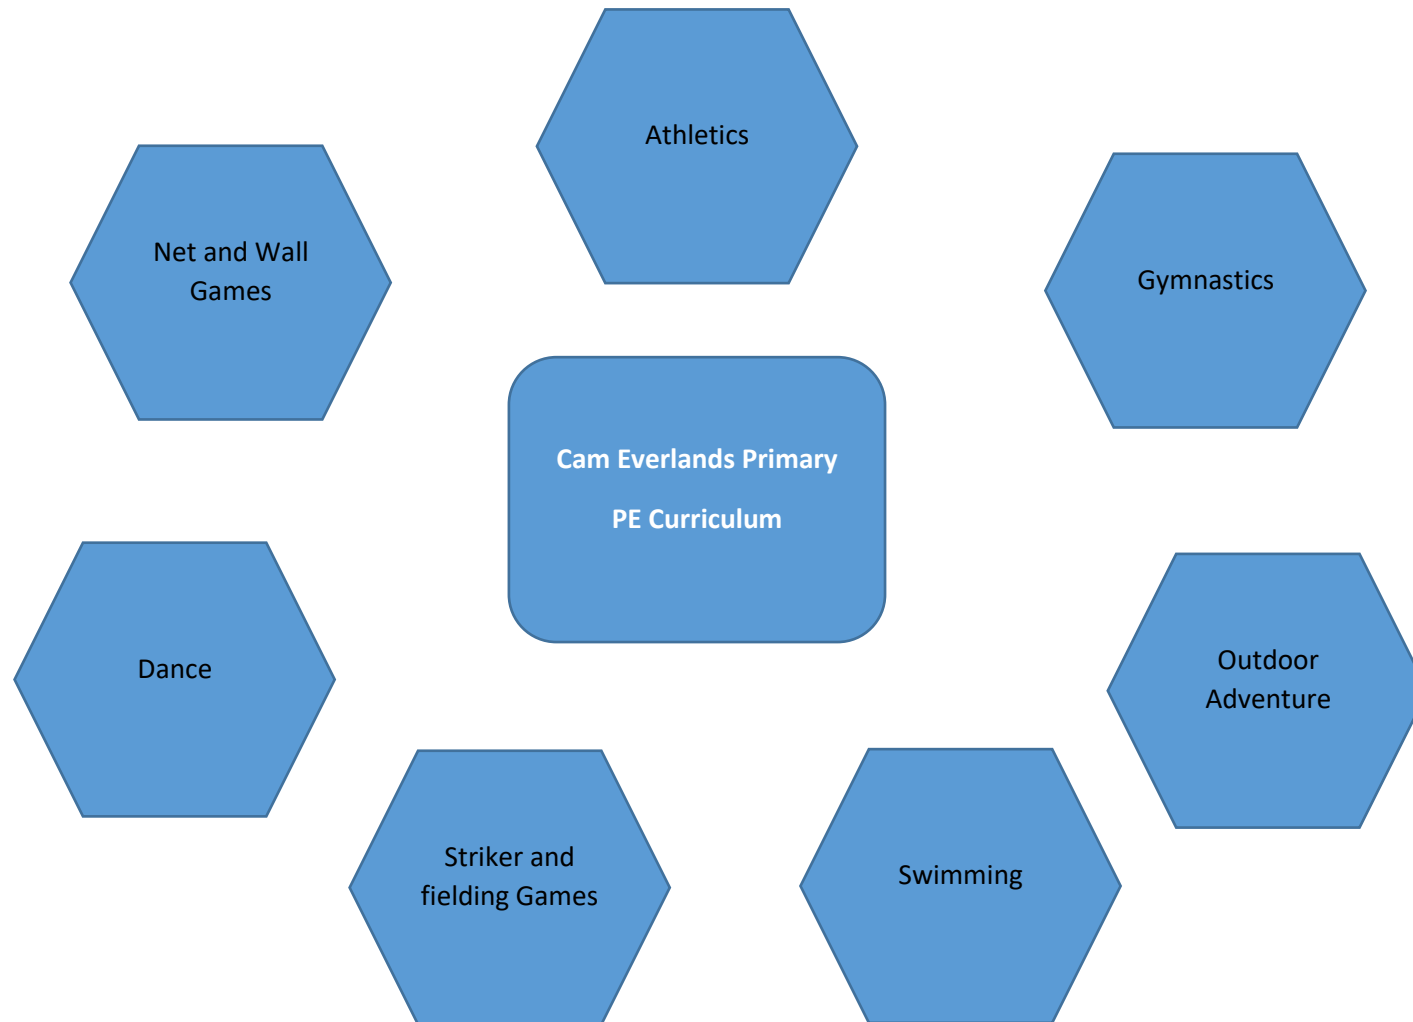 Athletics
Net and Wall
Games
Gymnastics
Cam Everlands Primary
PE Curriculum
Dance
Outdoor
Adventure
Striker and
fielding Games
Swimming